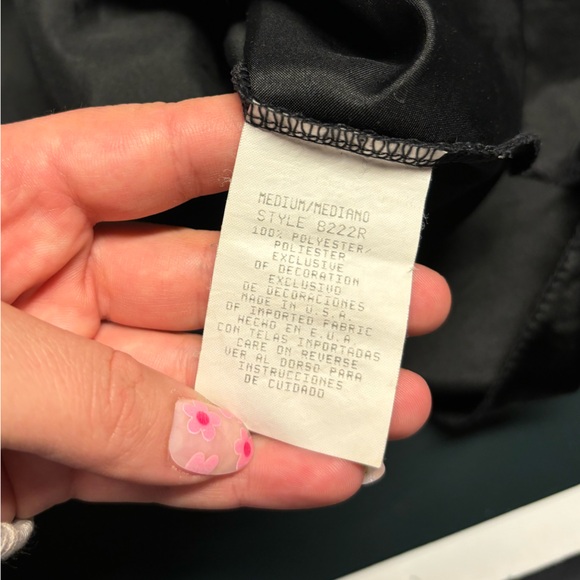 MEDIUM/MEDIANO
STYLE 8222R
100% POLYESTER/
POLIESTER
EXCLUSIVE
OF DECORATION
EXCLUSIVO
DE DECORACIONES
MADE IN U.S.A
OF IMPORTED FABRIC
HECHO EN E.U.A.
CON TELAS IMPORTADAS
CARE ON REVERSE
VER AL DORSO PARA
INSTRUCCIONES
DE CUIDADO